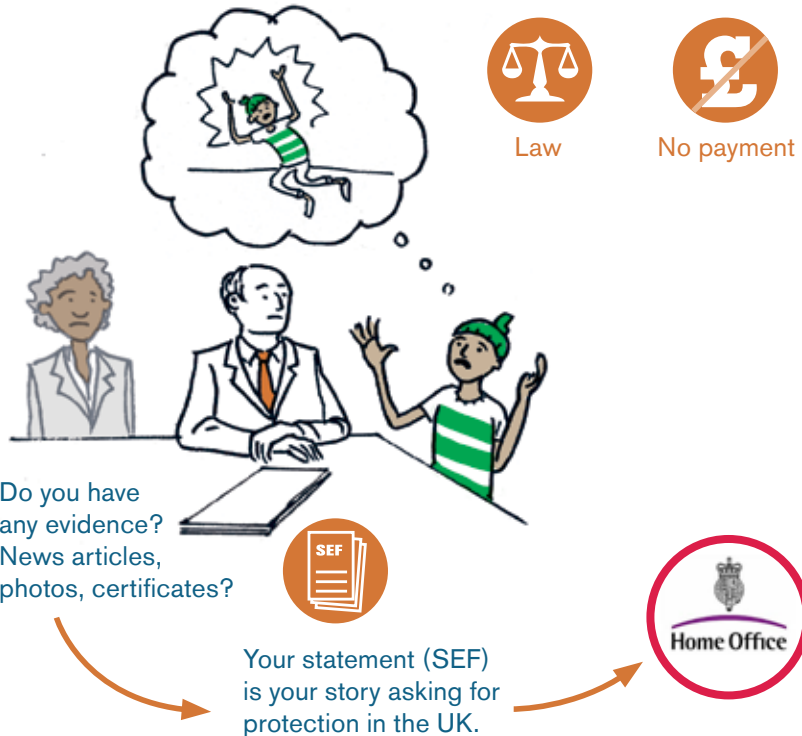 Law
No payment
Do you have
any evidence?
News articles,
photos, certificates?
SEF
Your statement (SEF)
is your story asking for
protection in the UK.
Home Office